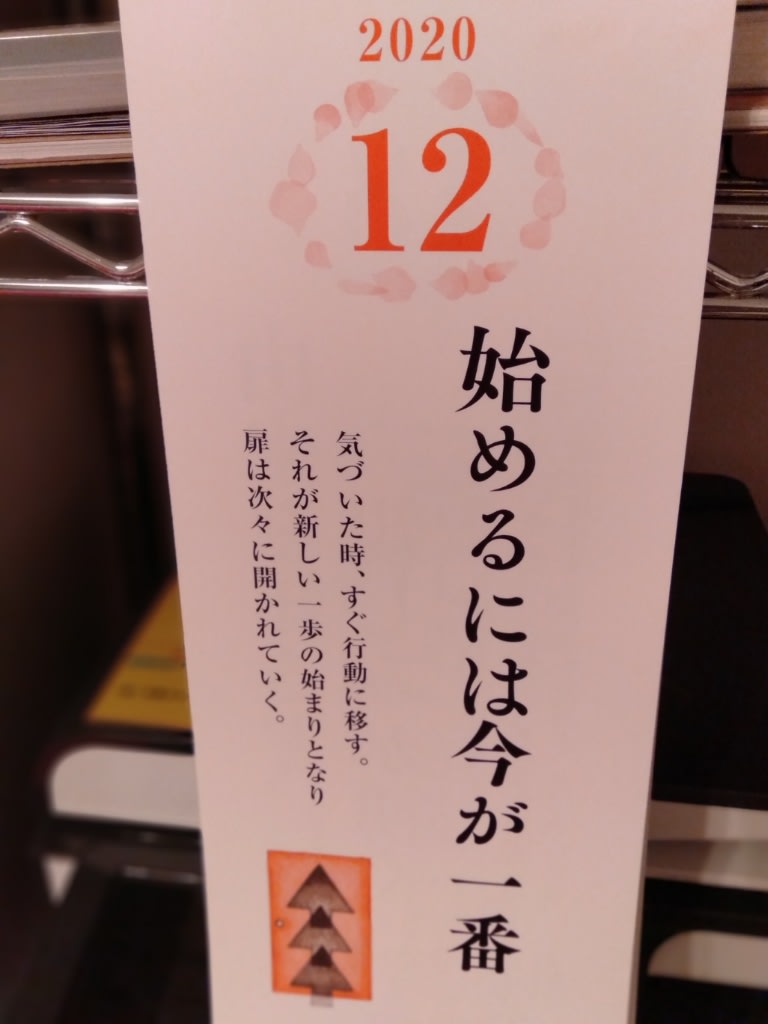 2020
12
始めるには今が一番
気づいた時、すぐ行動に移す。
それが新しい一歩の始まりとなり
扉は次々に開かれていく。